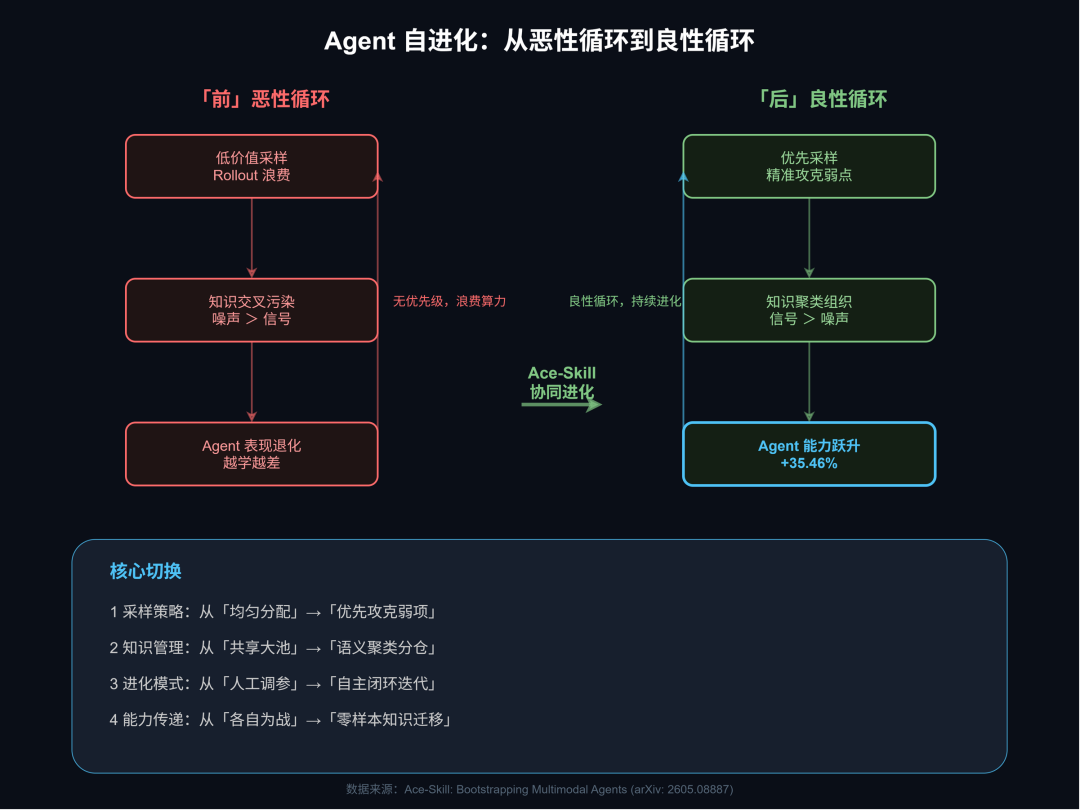 Agent 自进化：从恶性循环到良性循环
「前」恶性循环
低价值采样
Rollout 浪费
知识交叉污染
噪声 ＞ 信号
无优先级，浪费算力
Agent 表现退化
越学越差
Ace-Skill
协同进化
「后」良性循环
优先采样
精准攻克弱点
知识聚类组织
信号 ＞ 噪声
良性循环，持续进化
Agent 能力跃升
+35.46%
核心切换
1 采样策略：从「均匀分配」→「优先攻克弱项」
2 知识管理：从「共享大池」→「语义聚类分仓」
3 进化模式：从「人工调参」→「自主闭环迭代」
4 能力传递：从「各自为战」→「零样本知识迁移」
数据来源：Ace-Skill: Bootstrapping Multimodal Agents (arXiv: 2605.08887)